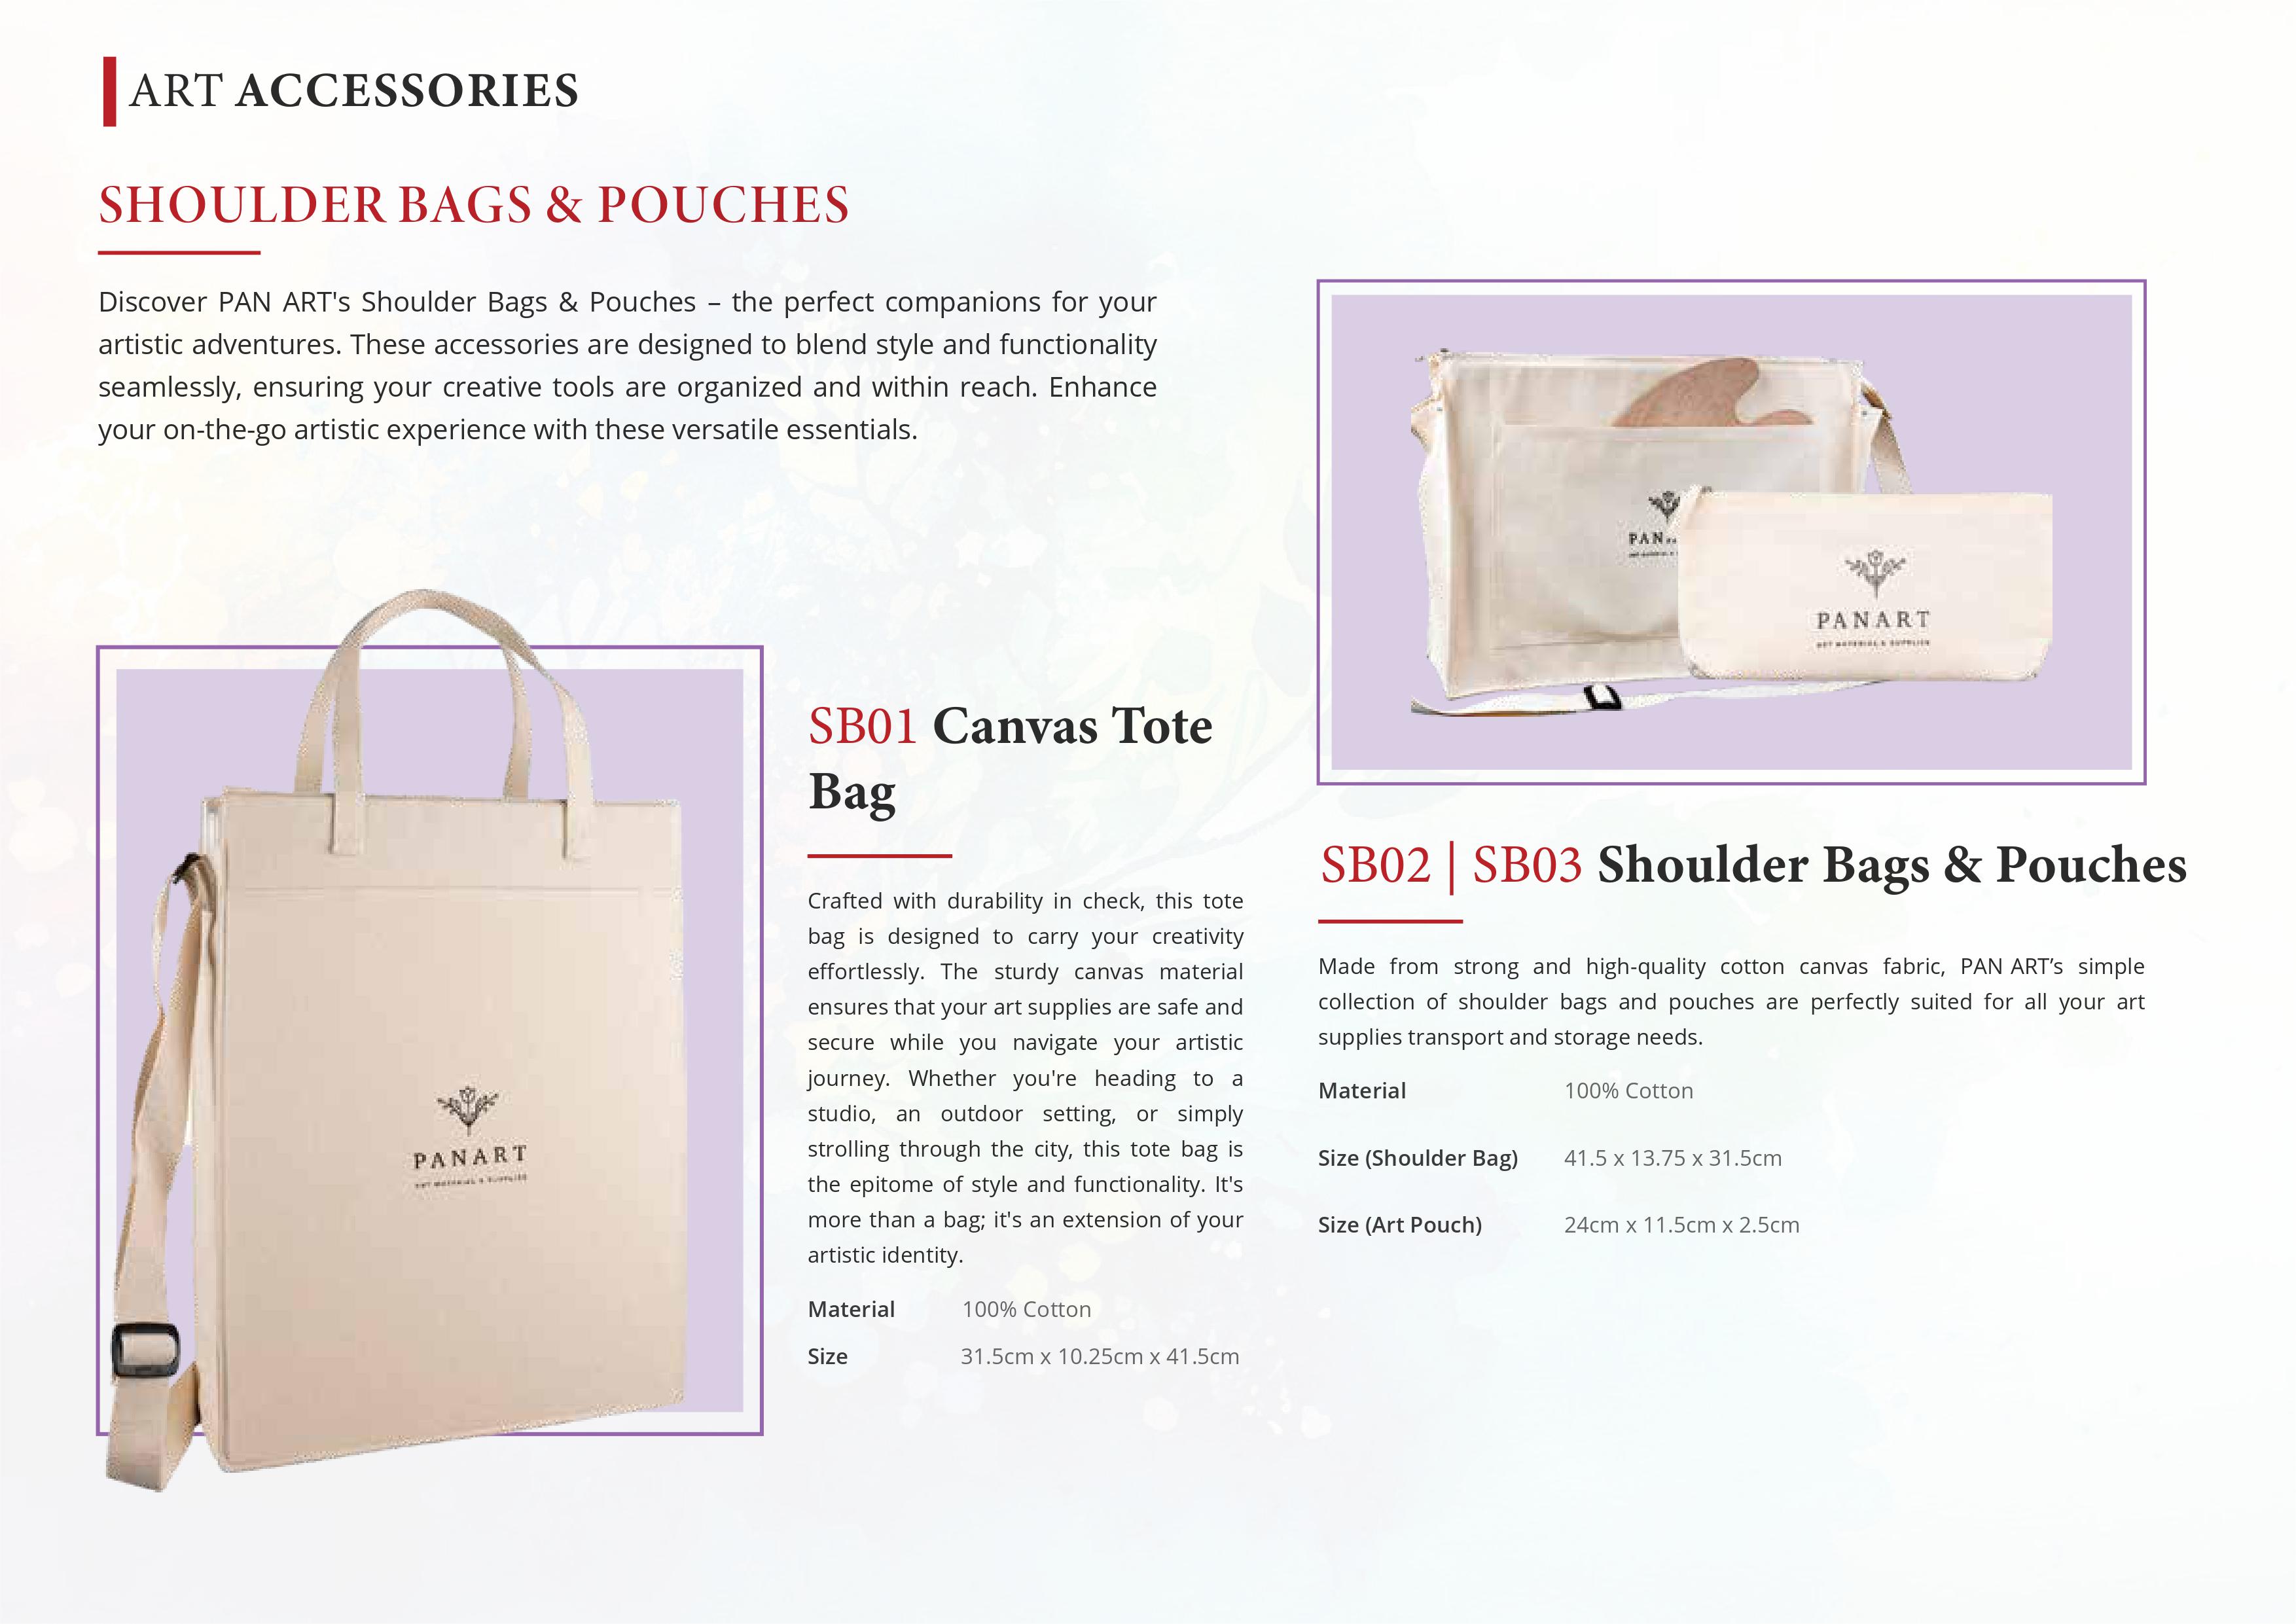 ART ACCESSORIES
SHOULDER BAGS & POUCHES
Discover PAN ART's Shoulder Bags & Pouches – the perfect companions for your
artistic adventures. These accessories are designed to blend style and functionality
seamlessly, ensuring your creative tools are organized and within reach. Enhance
your on-the-go artistic experience with these versatile essentials.
PANART
ART MATERIAL & SUPPLIES
SB01 Canvas Tote
Bag
Crafted with durability in check, this tote
bag is designed to carry your creativity
effortlessly. The sturdy canvas material
ensures that your art supplies are safe and
secure while you navigate your artistic
journey. Whether you're heading to a
studio, an outdoor setting, or simply
strolling through the city, this tote bag is
the epitome of style and functionality. It's
more than a bag; it's an extension of your
artistic identity.
Material 100% Cotton
Size 31.5cm x 10.25cm x 41.5cm
PAN
PANART
ART MATERIAL & SUPPLIES
SB02 | SB03 Shoulder Bags & Pouches
Made from strong and high-quality cotton canvas fabric, PAN ART’s simple
collection of shoulder bags and pouches are perfectly suited for all your art
supplies transport and storage needs.
Material 100% Cotton
Size (Shoulder Bag) 41.5 x 13.75 x 31.5cm
Size (Art Pouch) 24cm x 11.5cm x 2.5cm